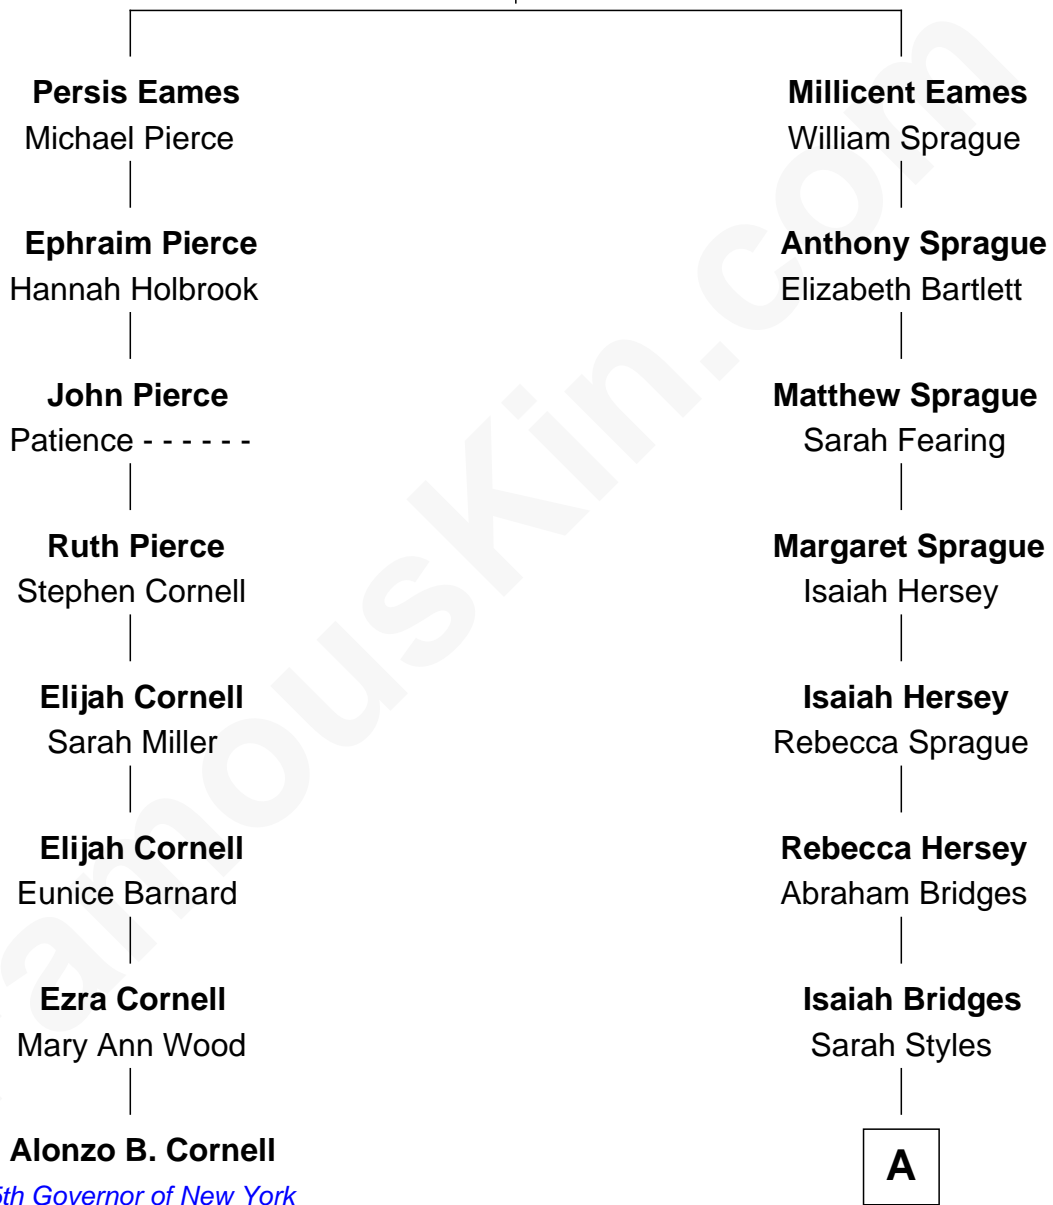 Persis Eames
Michael Pierce
Millicent Eames
William Sprague
Ephraim Pierce
Hannah Holbrook
Anthony Sprague
Elizabeth Bartlett
John Pierce
Patience - - - - - -
Matthew Sprague
Sarah Fearing
Ruth Pierce
Stephen Cornell
Margaret Sprague
Isaiah Hersey
Elijah Cornell
Sarah Miller
Isaiah Hersey
Rebecca Sprague
Elijah Cornell
Eunice Barnard
Rebecca Hersey
Abraham Bridges
Ezra Cornell
Mary Ann Wood
Isaiah Bridges
Sarah Styles
Alonzo B. Cornell
5th Governor of New York
A
amouskin.com